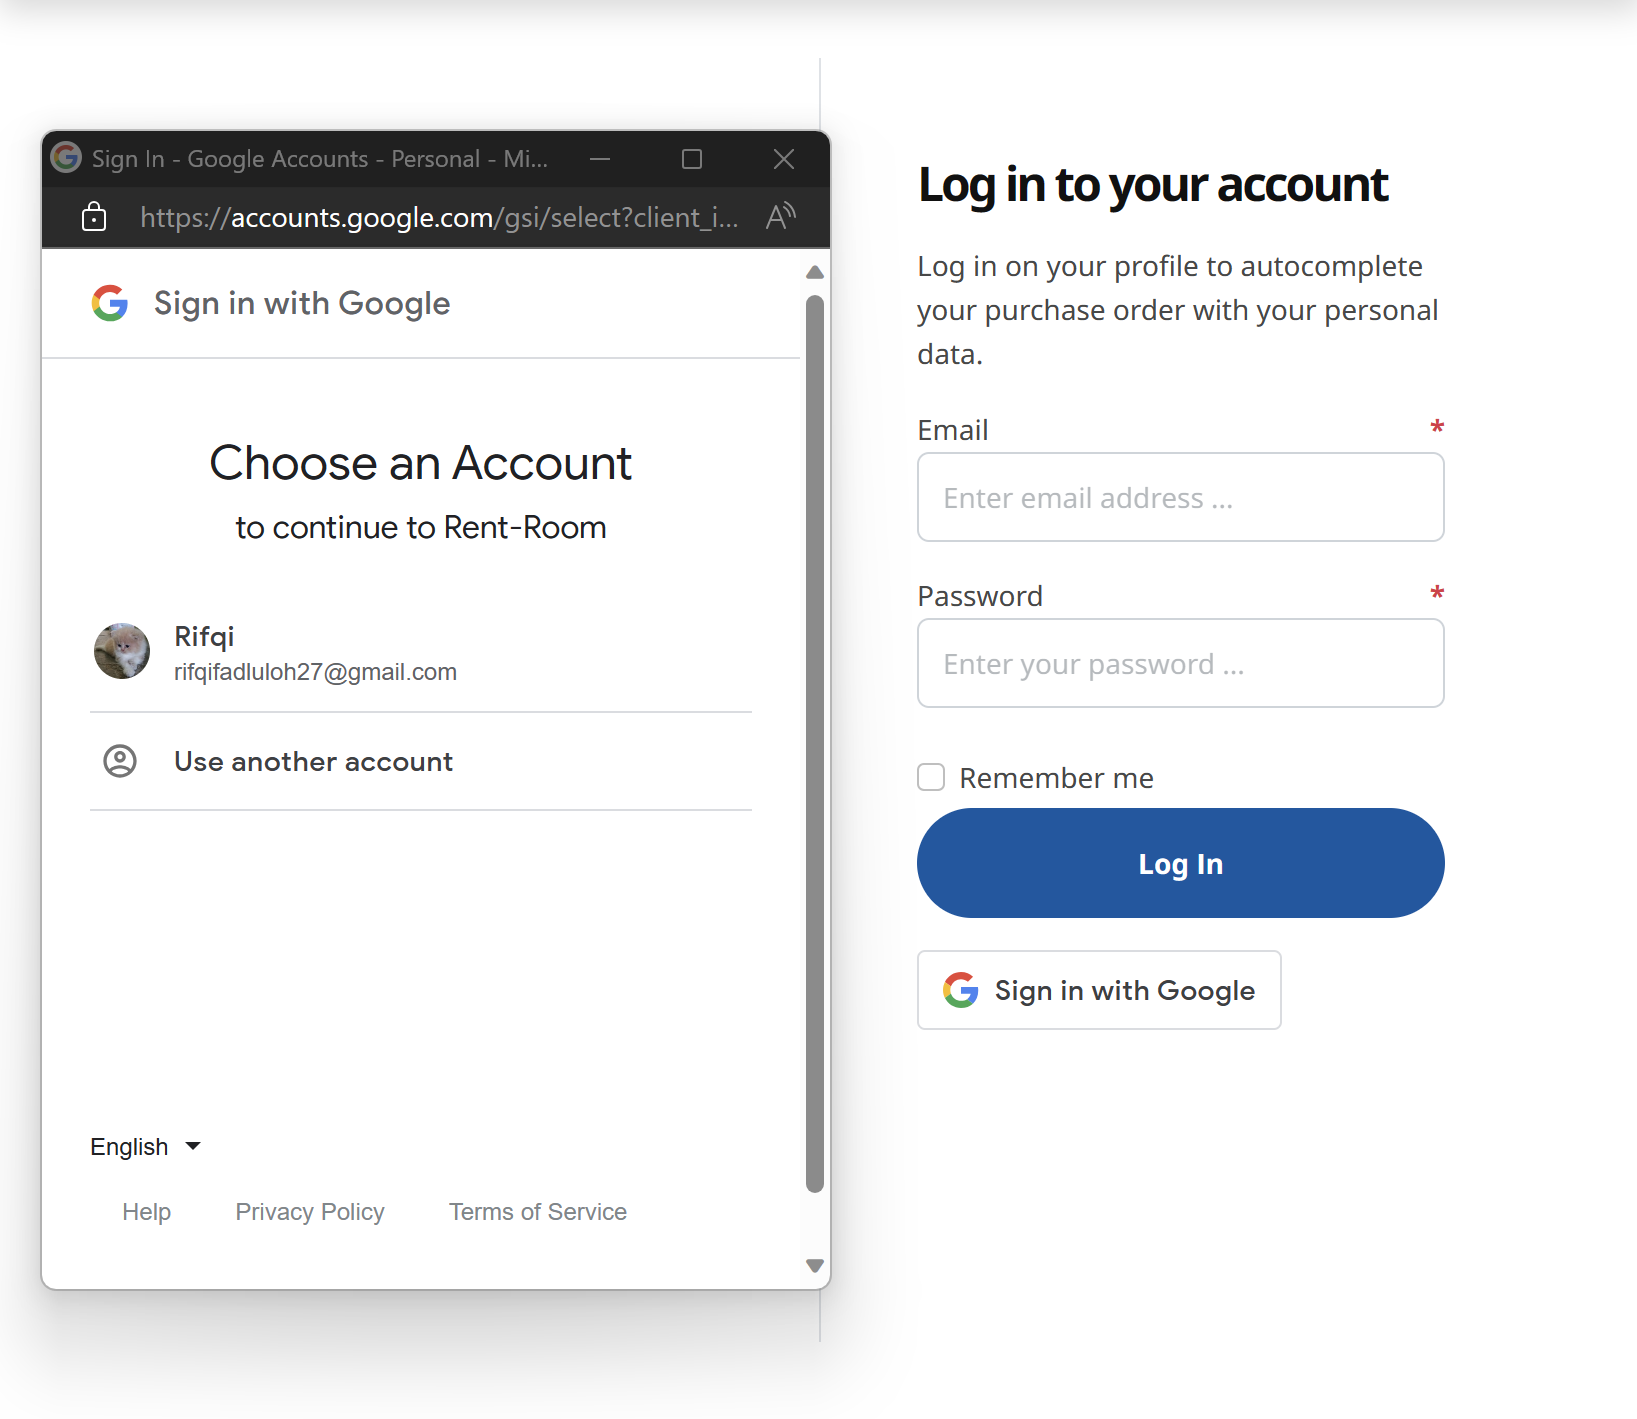 Sign In - Google Accounts - Personal - Mi...
https://accounts.google.com/gsi/select?client_i...
Sign in with Google
Choose an Account
to continue to Rent-Room
Rifqi
rifqifadluloh27@gmail.com
Use another account
English
Help Privacy Policy Terms of Service
Log in to your account
Log in on your profile to autocomplete
your purchase order with your personal
data.
Email *
Enter email address ...
Password *
Enter your password ...
Remember me
Log In
Sign in with Google